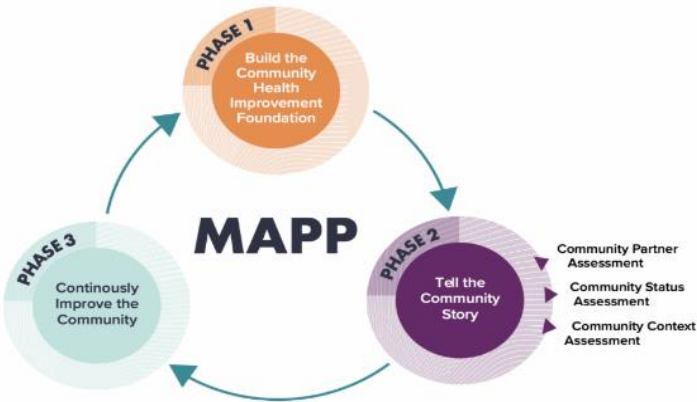 PHASE 1
Build the
Community
Health
Improvement
Foundation
MAPP
PHASE 2
Tell the
Community
Story
Community Partner
Assessment
Community Status
Assessment
Community Context
Assessment
PHASE 3
Continously
Improve the
Community